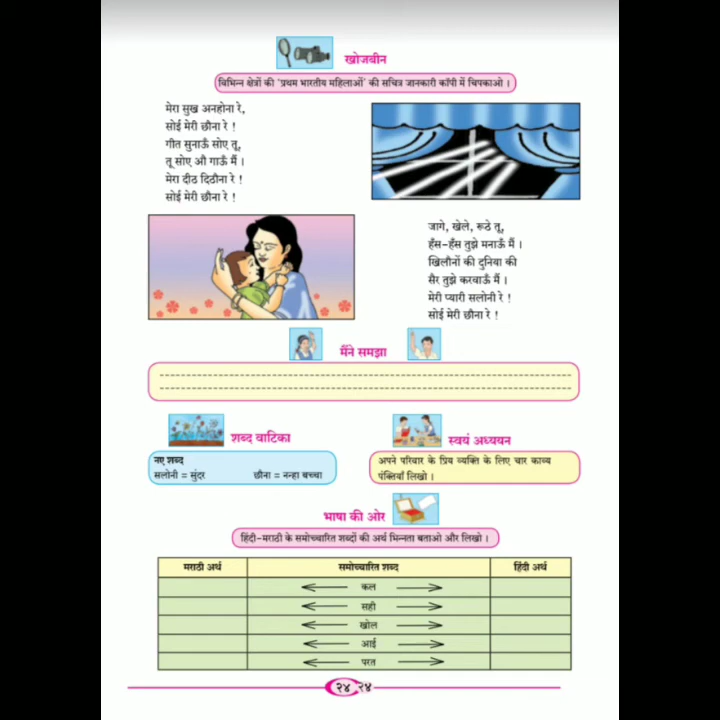 खोजबीन
विभिन्न क्षेत्रों की 'प्रथम भारतीय महिलाओं' की सचित्र जानकारी कॉपी में चिपकाओ ।
मेरा सुख अनहोना रे,
सोई मेरी छौना रे !
गीत सुनाऊँ सोए तू,
तू सोए औ गाऊँ मैं ।
मेरा दीठ दिठौना रे !
सोई मेरी छौना रे !
जागे, खेले, रूठे तू,
हँस-हँस तुझे मनाऊँ मैं ।
खिलौनों की दुनिया की
सैर तुझे करवाऊँ मैं ।
मेरी प्यारी सलोनी रे !
सोई मेरी छौना रे !
मैंने समझा
शब्द वाटिका
नए शब्द
सलोनी = सुंदर छौना = नन्हा बच्चा
स्वयं अध्ययन
अपने परिवार के प्रिय व्यक्ति के लिए चार काव्य
पंक्तियाँ लिखो ।
भाषा की ओर
हिंदी-मराठी के समोच्चारित शब्दों की अर्थ भिन्नता बताओ और लिखो ।
मराठी अर्थ समोच्चारित शब्द हिंदी अर्थ
कल
सही
खोल
आई
परत
२४ २४